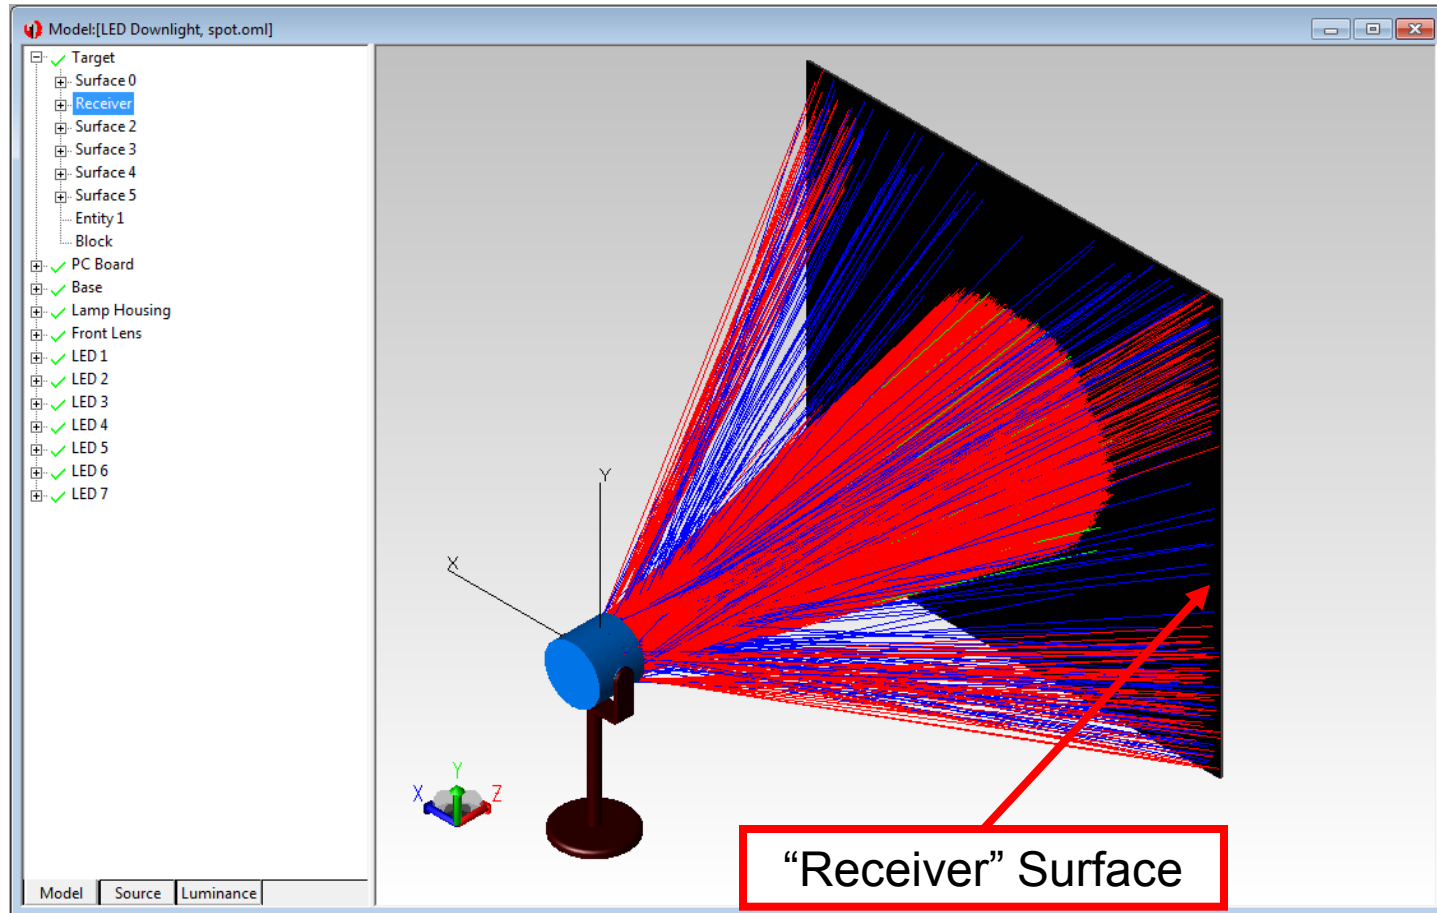 Model:[LED Downlight, spot.oml]
Target
Surface 0
Receiver
Surface 2
Surface 3
Surface 4
Surface 5
Entity 1
Block
PC Board
Base
Lamp Housing
Front Lens
LED 1
LED 2
LED 3
LED 4
LED 5
LED 6
LED 7
Y
X
Y
X Z
“Receiver” Surface
Model Source Luminance